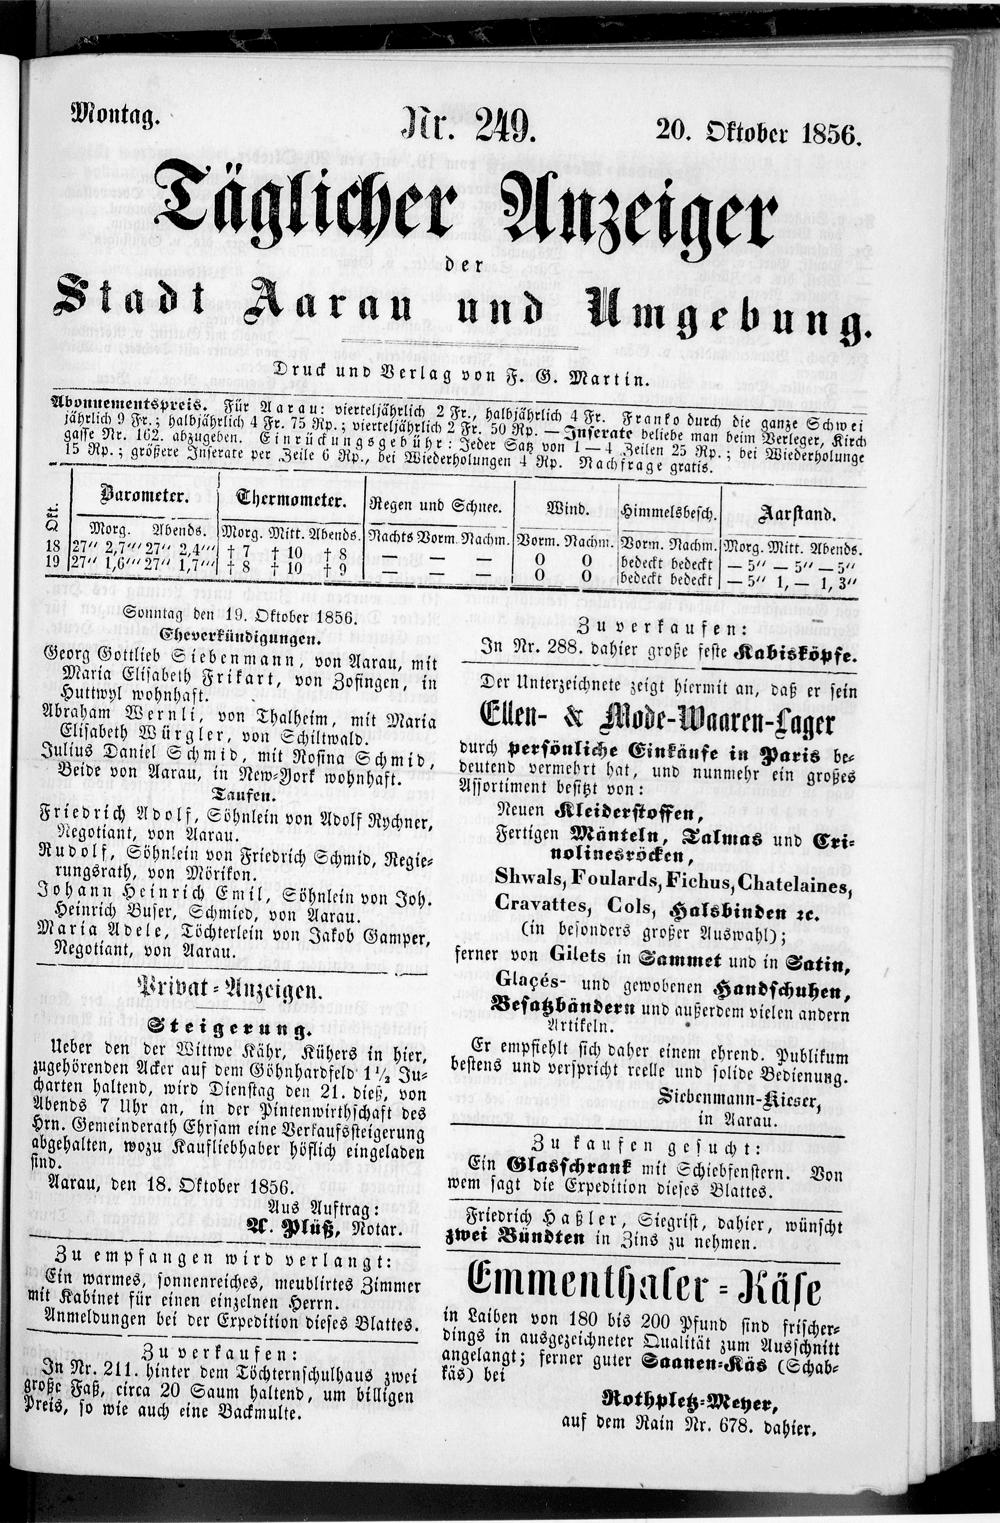 Montag.
Nr. 249.
20. Oktober 1856.
Täglicher Anzeiger
der
Stadt Aarau und Umgebung.
Druck und Verlag von F. G. Martin.
Abonnementspreis. Für Aarau: vierteljährlich 2 Fr., halbjährlich 4 Fr. Franko durch die ganze Schwei
jährlich 9 Fr.; halbjährlich 4 Fr. 75 Rp.; vierteljährlich 2 Fr. 50 Rp. — Inserate beliebe man beim Verleger, Kirch
gasse Nr. 162. abzugeben. Einrückungsgebühr: Jeder Satz von 1—4 Zeilen 25 Rp.; bei Wiederholunge
15 Rp.; größere Inserate per Zeile 6 Rp., bei Wiederholungen 4 Rp. Nachfrage gratis.
Okt. Barometer. Thermometer. Regen und Schnee. Wind. Himmelsbesch. Aarstand.
Morg. Abends. Morg. Mitt. Abends. Nachts Vorm. Nachm. Vorm. Nachm. Vorm. Nachm. Morg. Mitt. Abends.
18 27“ 2,7“‘ 27“ 2,4“‘ † 7 † 10 † 8 — — — O O bedeckt bedeckt — 5“ — 5“ — 5“
19 27“ 1,6“‘ 27“ 1,7“‘ † 8 † 10 † 9 — — — O O bedeckt bedeckt — 5“ 1, — 1, 3“
Sonntag den 19. Oktober 1856.
Eheverkündigungen.
Georg Gottlieb Siebenmann, von Aarau, mit
Maria Elisabeth Frikart, von Zofingen, in
Huttwyl wohnhaft.
Abraham Wernli, von Thalheim, mit Maria
Elisabeth Würgler, von Schiltwald.
Julius Daniel Schmid, mit Rosina Schmid,
Beide von Aarau, in New-York wohnhaft.
Taufen.
Friedrich Adolf, Söhnlein von Adolf Rychner,
Negotiant, von Aarau.
Rudolf, Söhnlein von Friedrich Schmid, Regie-
rungsrath, von Mörikon.
Johann Heinrich Emil, Söhnlein von Joh.
Heinrich Buser, Schmied, von Aarau.
Maria Adele, Töchterlein von Jakob Gamper,
Negotiant, von Aarau.
Privat-Anzeigen.
Steigerung.
Ueber den der Wittwe Kähr, Kühers in hier,
zugehörenden Acker auf dem Göhnhardfeld 1½ Ju-
charten haltend, wird Dienstag den 21. dieß, von
Abends 7 Uhr an, in der Pintenwirthschaft des
Hrn. Gemeinderath Ehrsam eine Verkaufssteigerung
abgehalten, wozu Kaufliebhaber höflich eingeladen
sind.
Aarau, den 18. Oktober 1856.
Aus Auftrag:
A. Plüß, Notar.
Zu empfangen wird verlangt:
Ein warmes, sonnenreiches, meublirtes Zimmer
mit Kabinet für einen einzelnen Herrn.
Anmeldungen bei der Expedition dieses Blattes.
Zu verkaufen:
In Nr. 211. hinter dem Töchternschulhaus zwei
große Faß, circa 20 Saum haltend, um billigen
Preis, so wie auch eine Backmulte.
Zu verkaufen:
In Nr. 288. dahier große feste Kabisköpfe.
Der Unterzeichnete zeigt hiermit an, daß er sein
Ellen- & Mode-Waaren-Lager
durch persönliche Einkäufe in Paris be-
deutend vermehrt hat, und nunmehr ein großes
Assortiment besitzt von:
Neuen Kleiderstoffen,
Fertigen Mänteln, Talmas und Cri-
nolinesröcken,
Shwals, Foulards, Fichus, Chatelaines,
Cravattes, Cols, Halsbinden ꝛc.
(in besonders großer Auswahl);
ferner von Gilets in Sammet und in Satin,
Glaçés- und gewobenen Handschuhen,
Besatzbändern und außerdem vielen andern
Artikeln.
Er empfiehlt sich daher einem ehrend. Publikum
bestens und verspricht reelle und solide Bedienung.
Siebenmann-Kieser,
in Aarau.
Zu kaufen gesucht:
Ein Glasschrank mit Schiebfenstern. Von
wem sagt die Expedition dieses Blattes.
Friedrich Haßler, Siegrist, dahier, wünscht
zwei Bündten in Zins zu nehmen.
Emmenthaler-Käse
in Laiben von 180 bis 200 Pfund sind frischer-
dings in ausgezeichneter Qualität zum Ausschnitt
angelangt; ferner guter Saanen-Käs (Schab-
käs) bei
Rothpletz-Meyer,
auf dem Rain Nr. 678. dahier.